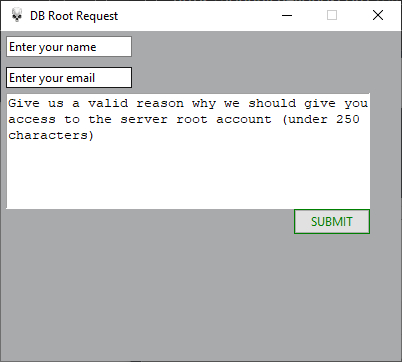 DB Root Request
Enter your name
Enter your email
Give us a valid reason why we should give you
access to the server root account (under 250
characters)
SUBMIT